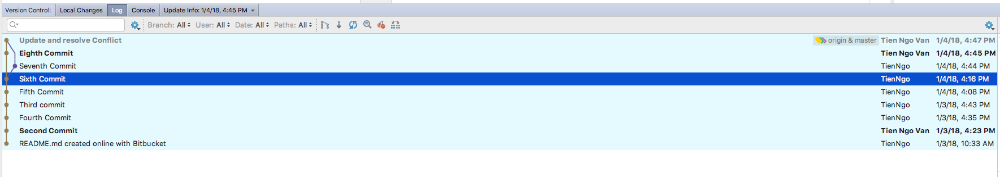 Version Control: Local Changes Log Console Update Info: 1/4/18, 4:45 PM
Branch: All User: All Date: All Paths: All
Update and resolve Conflict origin & master Tien Ngo Van 1/4/18, 4:47 PM
Eighth Commit Tien Ngo Van 1/4/18, 4:45 PM
Seventh Commit TienNgo 1/4/18, 4:44 PM
Sixth Commit TienNgo 1/4/18, 4:16 PM
Fifth Commit TienNgo 1/4/18, 4:08 PM
Third commit TienNgo 1/3/18, 4:43 PM
Fourth Commit TienNgo 1/3/18, 4:35 PM
Second Commit Tien Ngo Van 1/3/18, 4:23 PM
README.md created online with Bitbucket TienNgo 1/3/18, 10:33 AM